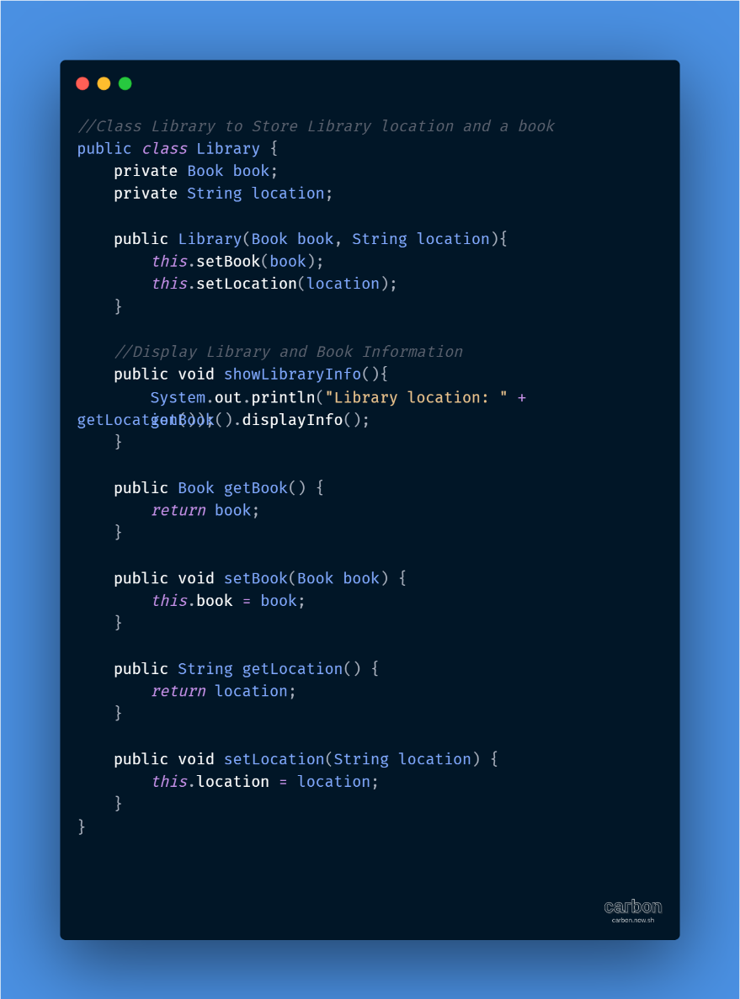 //Class Library to Store Library location and a book
public class Library {
    private Book book;
    private String location;

    public Library(Book book, String location){
        this.setBook(book);
        this.setLocation(location);
    }

    //Display Library and Book Information
    public void showLibraryInfo(){
        System.out.println("Library location: " +
getLocation());
        getBook().displayInfo();
    }

    public Book getBook() {
        return book;
    }

    public void setBook(Book book) {
        this.book = book;
    }

    public String getLocation() {
        return location;
    }

    public void setLocation(String location) {
        this.location = location;
    }
}
carbon
carbon.now.sh